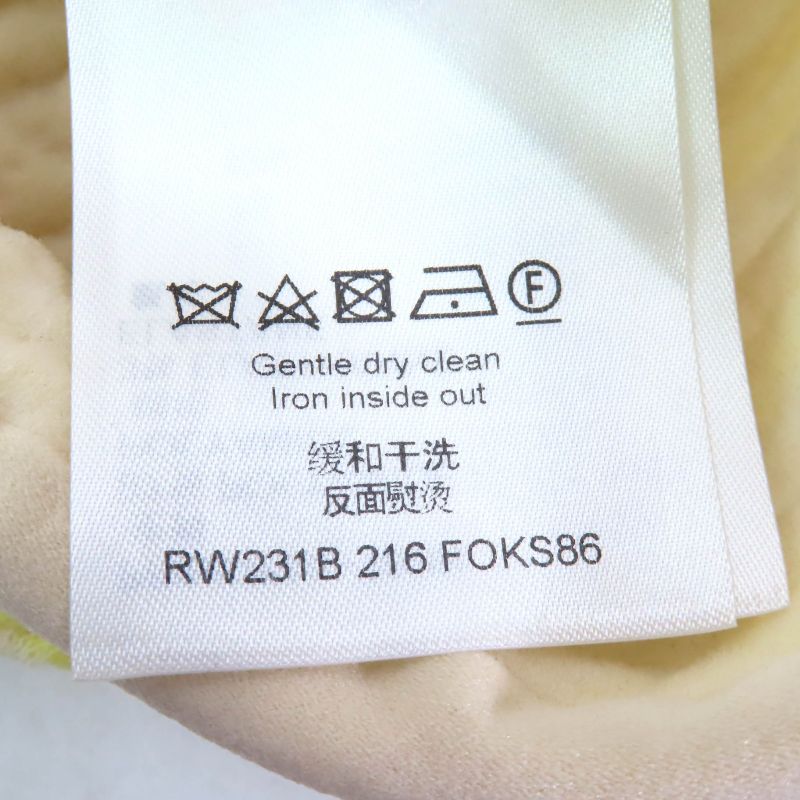 F
Gentle dry clean
Iron inside out
缓和干洗
反面熨烫
RW231B 216 FOKS86